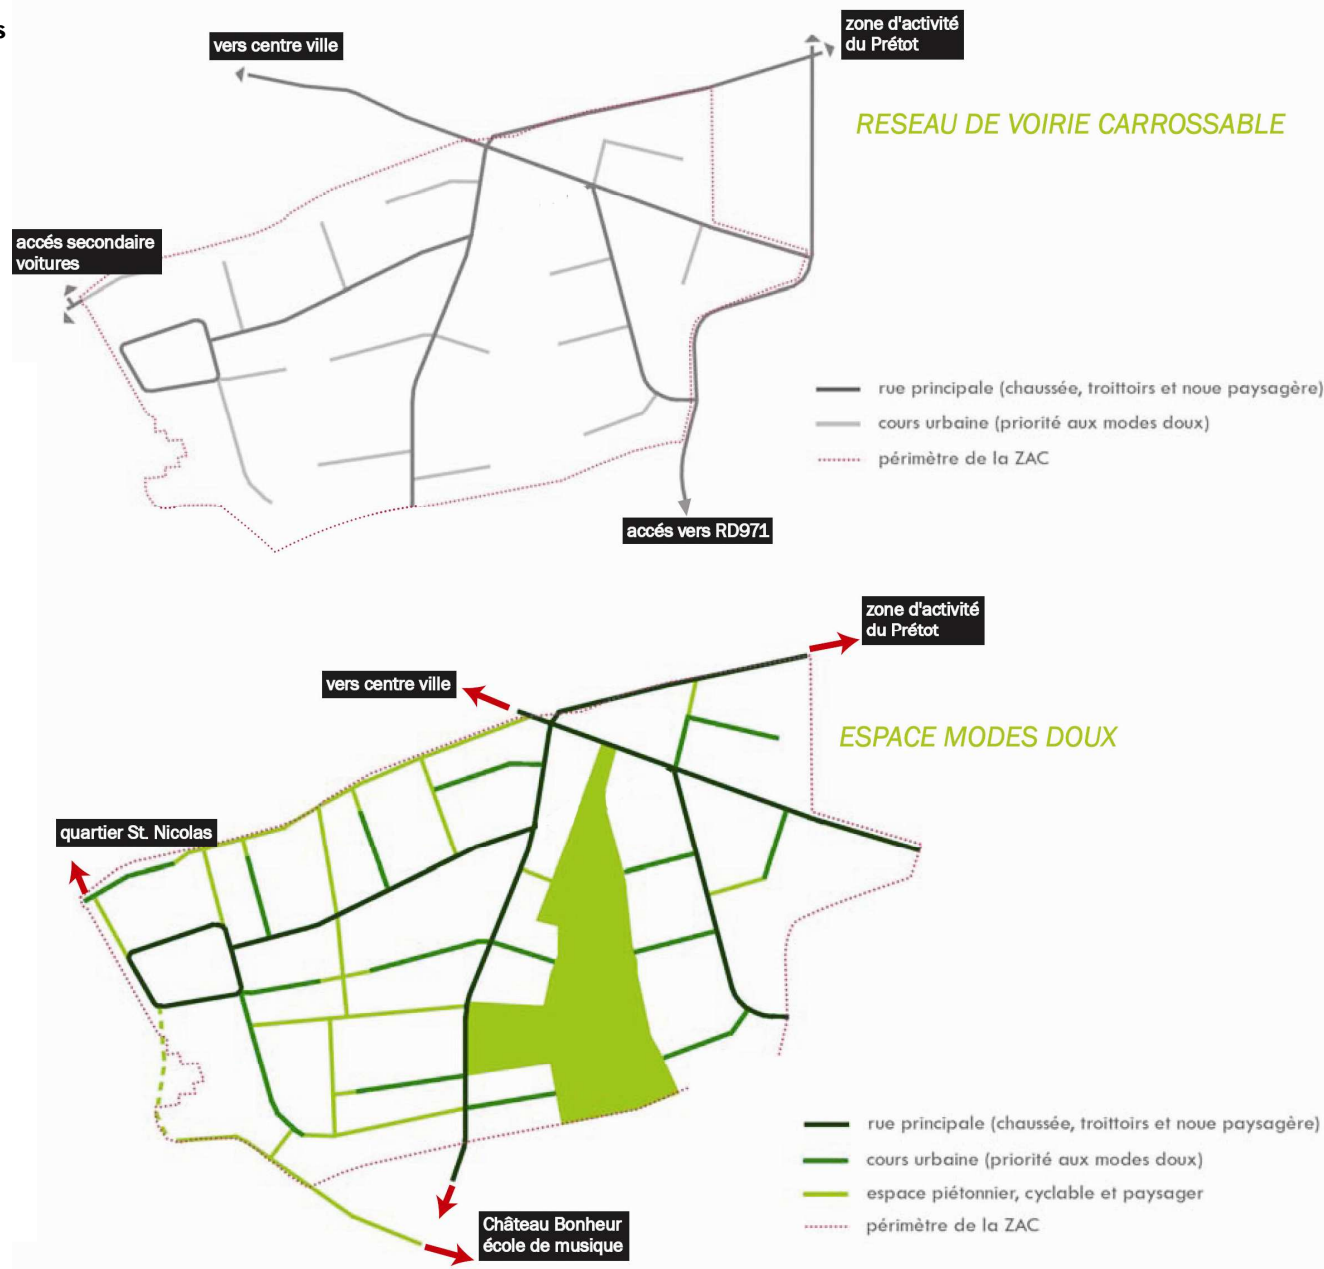 s
vers centre ville
zone d'activité
du Prétot
RESEAU DE VOIRIE CARROSSABLE
accés secondaire
voitures
rue principale (chaussée, troittoirs et noue paysagère)
cours urbaine (priorité aux modes doux)
périmètre de la ZAC
accés vers RD971
zone d'activité
du Prétot
vers centre ville
ESPACE MODES DOUX
quartier St. Nicolas
rue principale (chaussée, troittoirs et noue paysagère)
cours urbaine (priorité aux modes doux)
espace piétonnier, cyclable et paysager
périmètre de la ZAC
Château Bonheur
école de musique